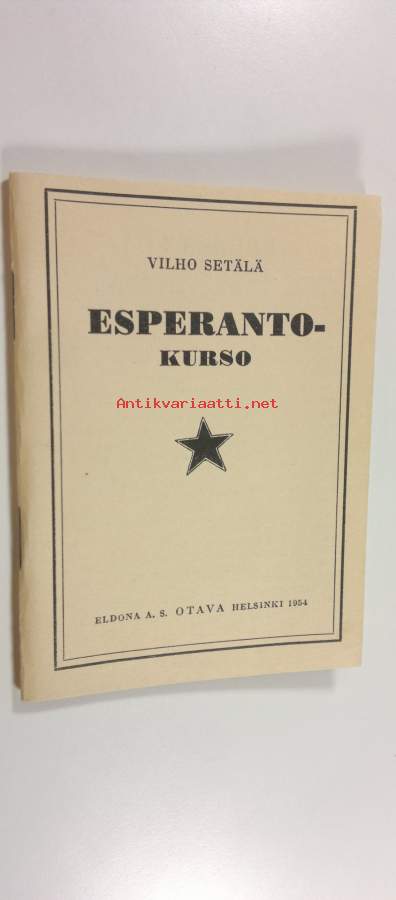 VILHO SETÄLÄ
ESPERANTO-
KURSO
Antikvariaatti.net
ELDONA A. S. OTAVA HELSINKI 1954